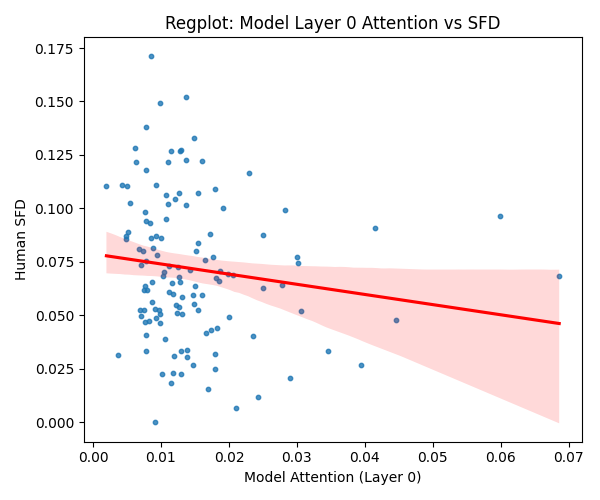 Regplot: Model Layer 0 Attention vs SFD
0.175
0.150
0.125
0.100
0.075
0.050
0.025
0.000
Human SFD
0.00 0.01 0.02 0.03 0.04 0.05 0.06 0.07
Model Attention (Layer 0)